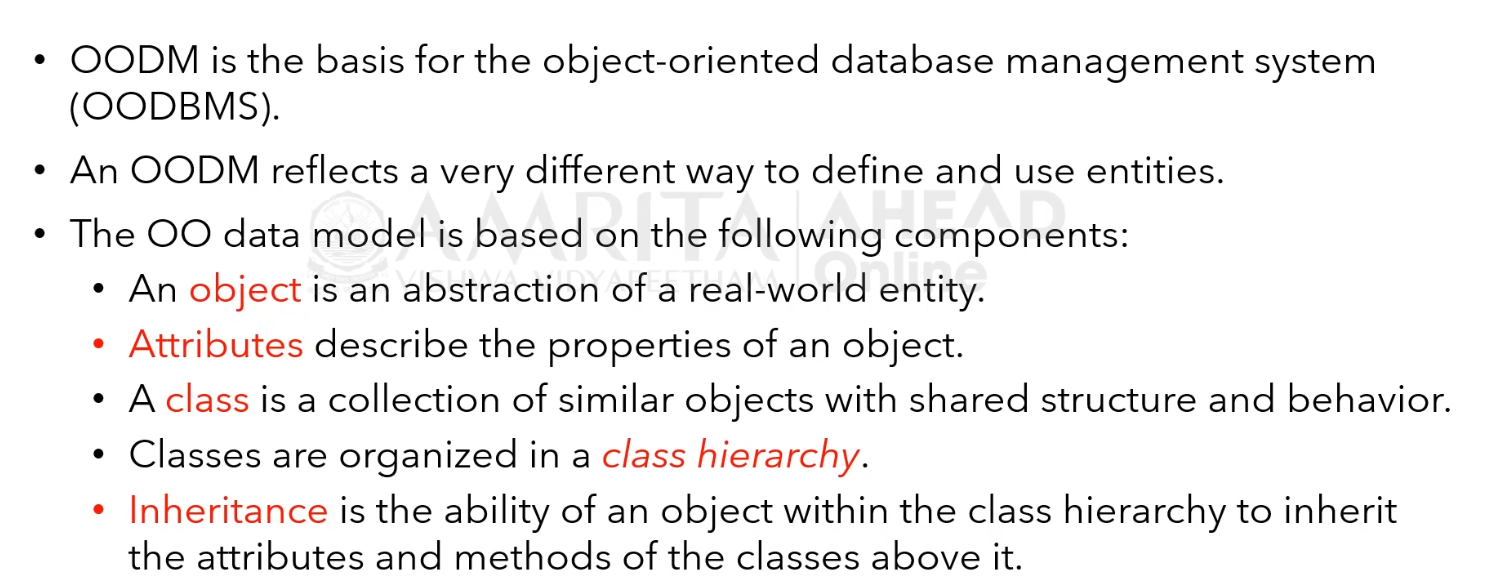 • OODM is the basis for the object-oriented database management system
(OODBMS).
• An OODM reflects a very different way to define and use entities.
• The OO data model is based on the following components:
• An object is an abstraction of a real-world entity.
• Attributes describe the properties of an object.
• A class is a collection of similar objects with shared structure and behavior.
• Classes are organized in a class hierarchy.
• Inheritance is the ability of an object within the class hierarchy to inherit
the attributes and methods of the classes above it.
AMRITA
VISHWA VIDYAPEETHAM
AHEAD
Online